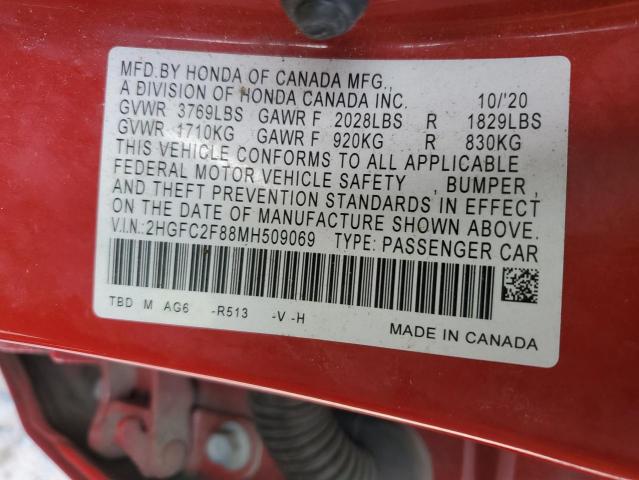 MFD.BY HONDA OF CANADA MFG.,
A DIVISION OF HONDA CANADA INC. 10/'20
GVWR 3769LBS GAWR F 2028LBS R 1829LBS
GVWR 1710KG GAWR F 920KG R 830KG
THIS VEHICLE CONFORMS TO ALL APPLICABLE
FEDERAL MOTOR VEHICLE SAFETY , BUMPER ,
AND THEFT PREVENTION STANDARDS IN EFFECT
ON THE DATE OF MANUFACTURE SHOWN ABOVE.
V.I.N.:2HGFC2F88MH509069 TYPE: PASSENGER CAR
TBD M AG6 -R513 -V -H
MADE IN CANADA